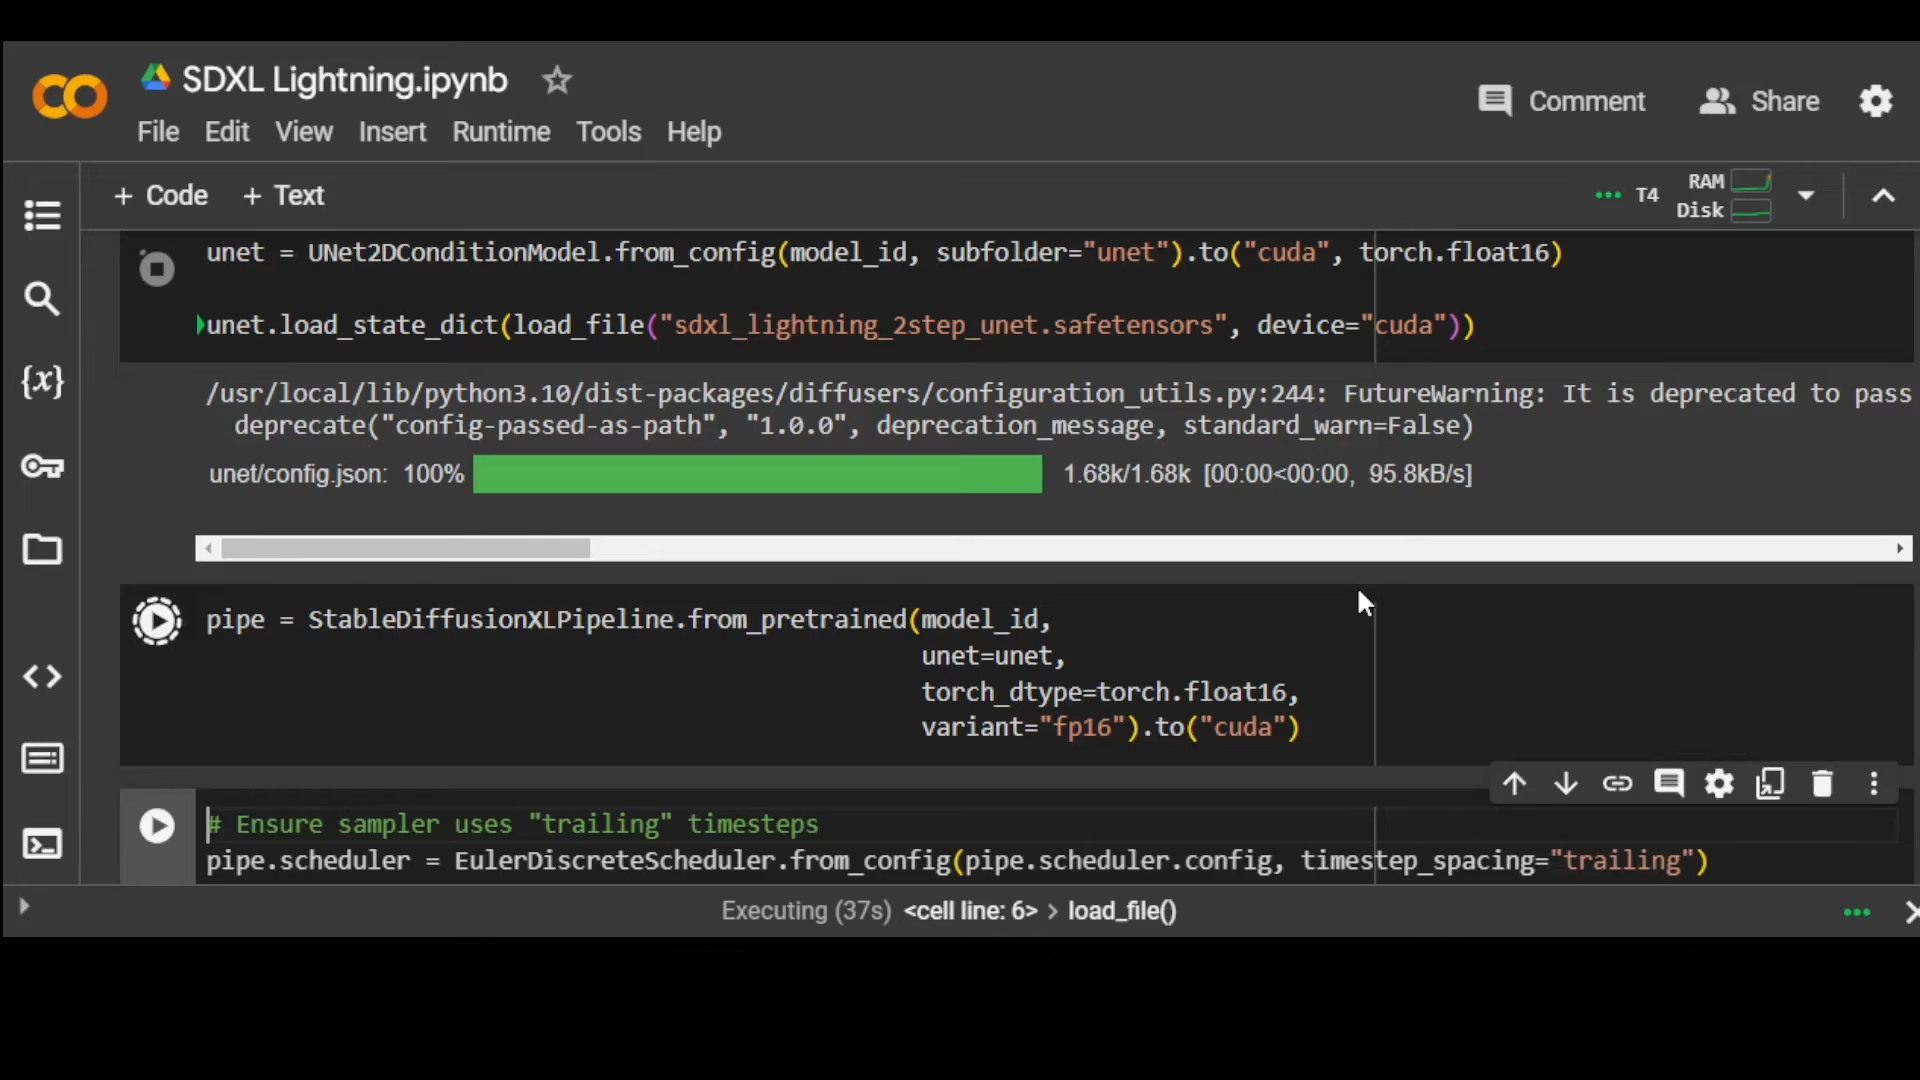 SDXL Lightning.ipynb
Comment
Share
File Edit View Insert Runtime Tools Help
+ Code + Text
T4
RAM
Disk
unet = UNet2DConditionModel.from_config(model_id, subfolder="unet").to("cuda", torch.float16)
unet.load_state_dict(load_file("sdxl_lightning_2step_unet.safetensors", device="cuda"))
/usr/local/lib/python3.10/dist-packages/diffusers/configuration_utils.py:244: FutureWarning: It is deprecated to pass
deprecate("config-passed-as-path", "1.0.0", deprecation_message, standard_warn=False)
unet/config.json: 100% 1.68k/1.68k [00:00<00:00, 95.8kB/s]
pipe = StableDiffusionXLPipeline.from_pretrained(model_id,
unet=unet,
torch_dtype=torch.float16,
variant="fp16").to("cuda")
# Ensure sampler uses "trailing" timesteps
pipe.scheduler = EulerDiscreteScheduler.from_config(pipe.scheduler.config, timestep_spacing="trailing")
Executing (37s) <cell line: 6> > load_file()